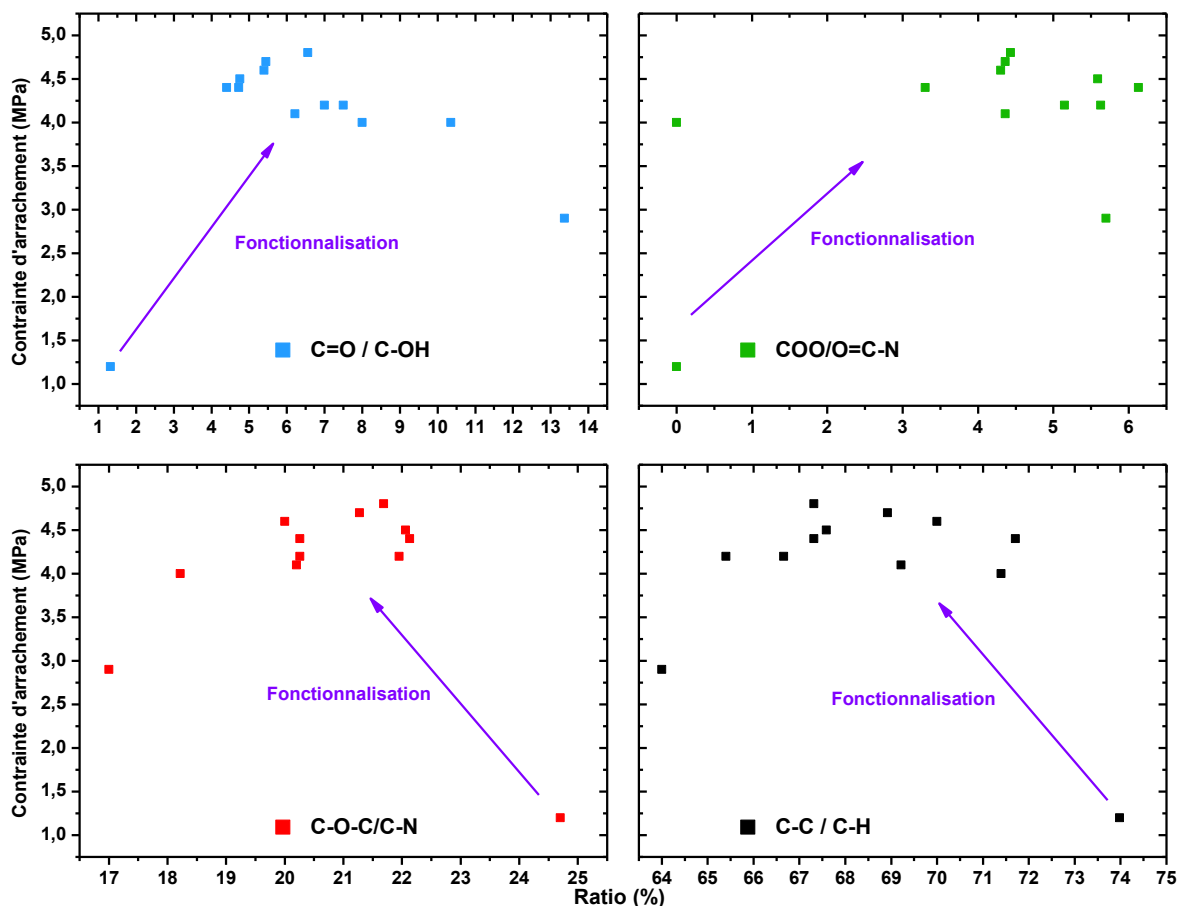 5,0
4,5
4,0
3,5
3,0
2,5
2,0
1,5
1,0
Contrainte d'arrachement (MPa)
Fonctionnalisation
C=O / C-OH
1 2 3 4 5 6 7 8 9 10 11 12 13 14
Fonctionnalisation
COO/O=C-N
0 1 2 3 4 5 6
5,0
4,5
4,0
3,5
3,0
2,5
2,0
1,5
1,0
Contrainte d'arrachement (MPa)
Fonctionnalisation
C-O-C/C-N
17 18 19 20 21 22 23 24 25
Fonctionnalisation
C-C / C-H
64 65 66 67 68 69 70 71 72 73 74 75
Ratio (%)